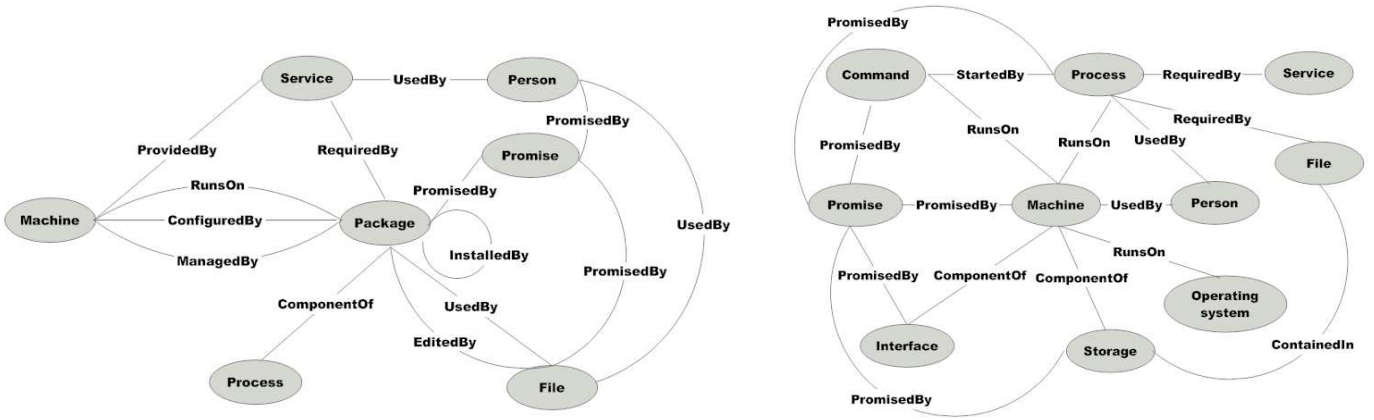 Service
UsedBy
Person
PromisedBy
ProvidedBy
RequiredBy
Promise
RunsOn
PromisedBy
Machine
ConfiguredBy
Package
UsedBy
ManagedBy
InstalledBy
PromisedBy
ComponentOf
UsedBy
EditedBy
Process
File
PromisedBy
Command
StartedBy
Process
RequiredBy
Service
RunsOn
RequiredBy
PromisedBy
RunsOn
UsedBy
File
Promise
PromisedBy
Machine
UsedBy
Person
RunsOn
PromisedBy
ComponentOf
ComponentOf
Operating
system
Interface
Storage
ContainedIn
PromisedBy